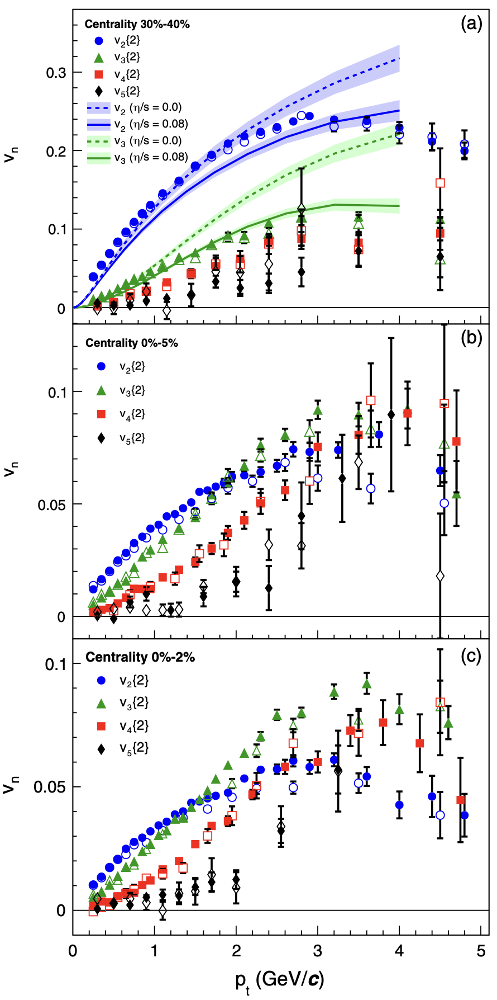 (a)
Centrality 30%-40%
v2{2}
v3{2}
v4{2}
v5{2}
v2 (η/s = 0.0)
v2 (η/s = 0.08)
v3 (η/s = 0.0)
v3 (η/s = 0.08)
0.3
0.2
0.1
0
vn
(b)
Centrality 0%-5%
v2{2}
v3{2}
v4{2}
v5{2}
0.1
0.05
0
vn
(c)
Centrality 0%-2%
v2{2}
v3{2}
v4{2}
v5{2}
0.1
0.05
0
vn
0 1 2 3 4 5
pt (GeV/c)